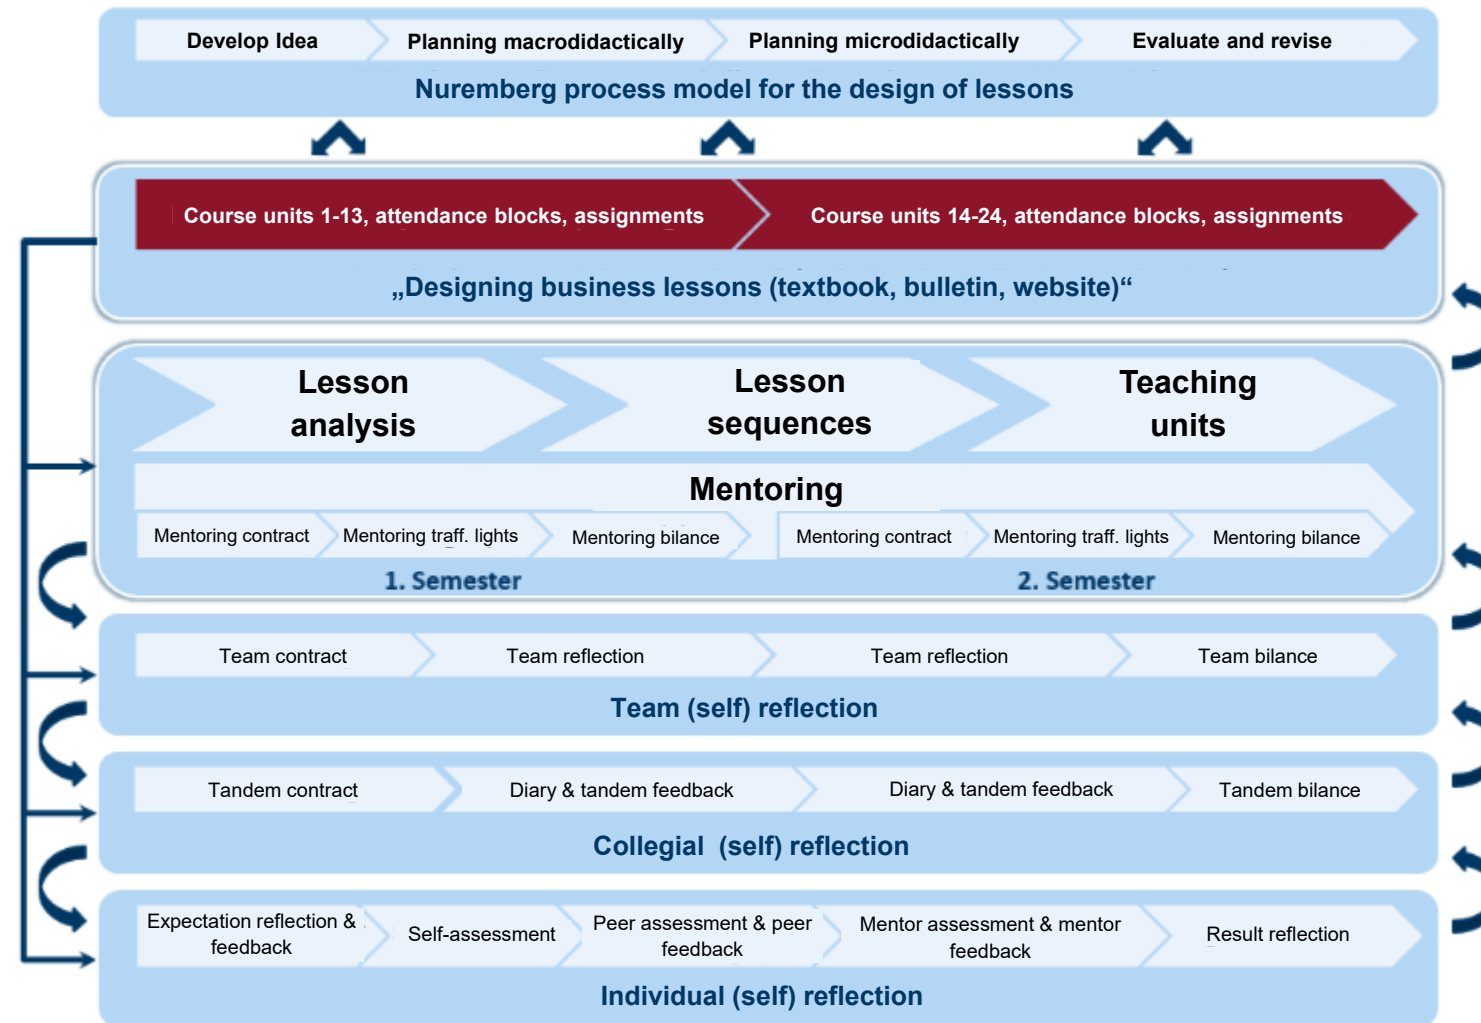 Develop Idea
Planning macrodidactically
Planning microdidactically
Evaluate and revise
Nuremberg process model for the design of lessons
Course units 1-13, attendance blocks, assignments
Course units 14-24, attendance blocks, assignments
„Designing business lessons (textbook, bulletin, website)“
Lesson
analysis
Lesson
sequences
Teaching
units
Mentoring
Mentoring contract
Mentoring traff. lights
Mentoring bilance
Mentoring contract
Mentoring traff. lights
Mentoring bilance
1. Semester
2. Semester
Team contract
Team reflection
Team reflection
Team bilance
Team (self) reflection
Tandem contract
Diary & tandem feedback
Diary & tandem feedback
Tandem bilance
Collegial (self) reflection
Expectation reflection &
feedback
Self-assessment
Peer assessment & peer
feedback
Mentor assessment & mentor
feedback
Result reflection
Individual (self) reflection